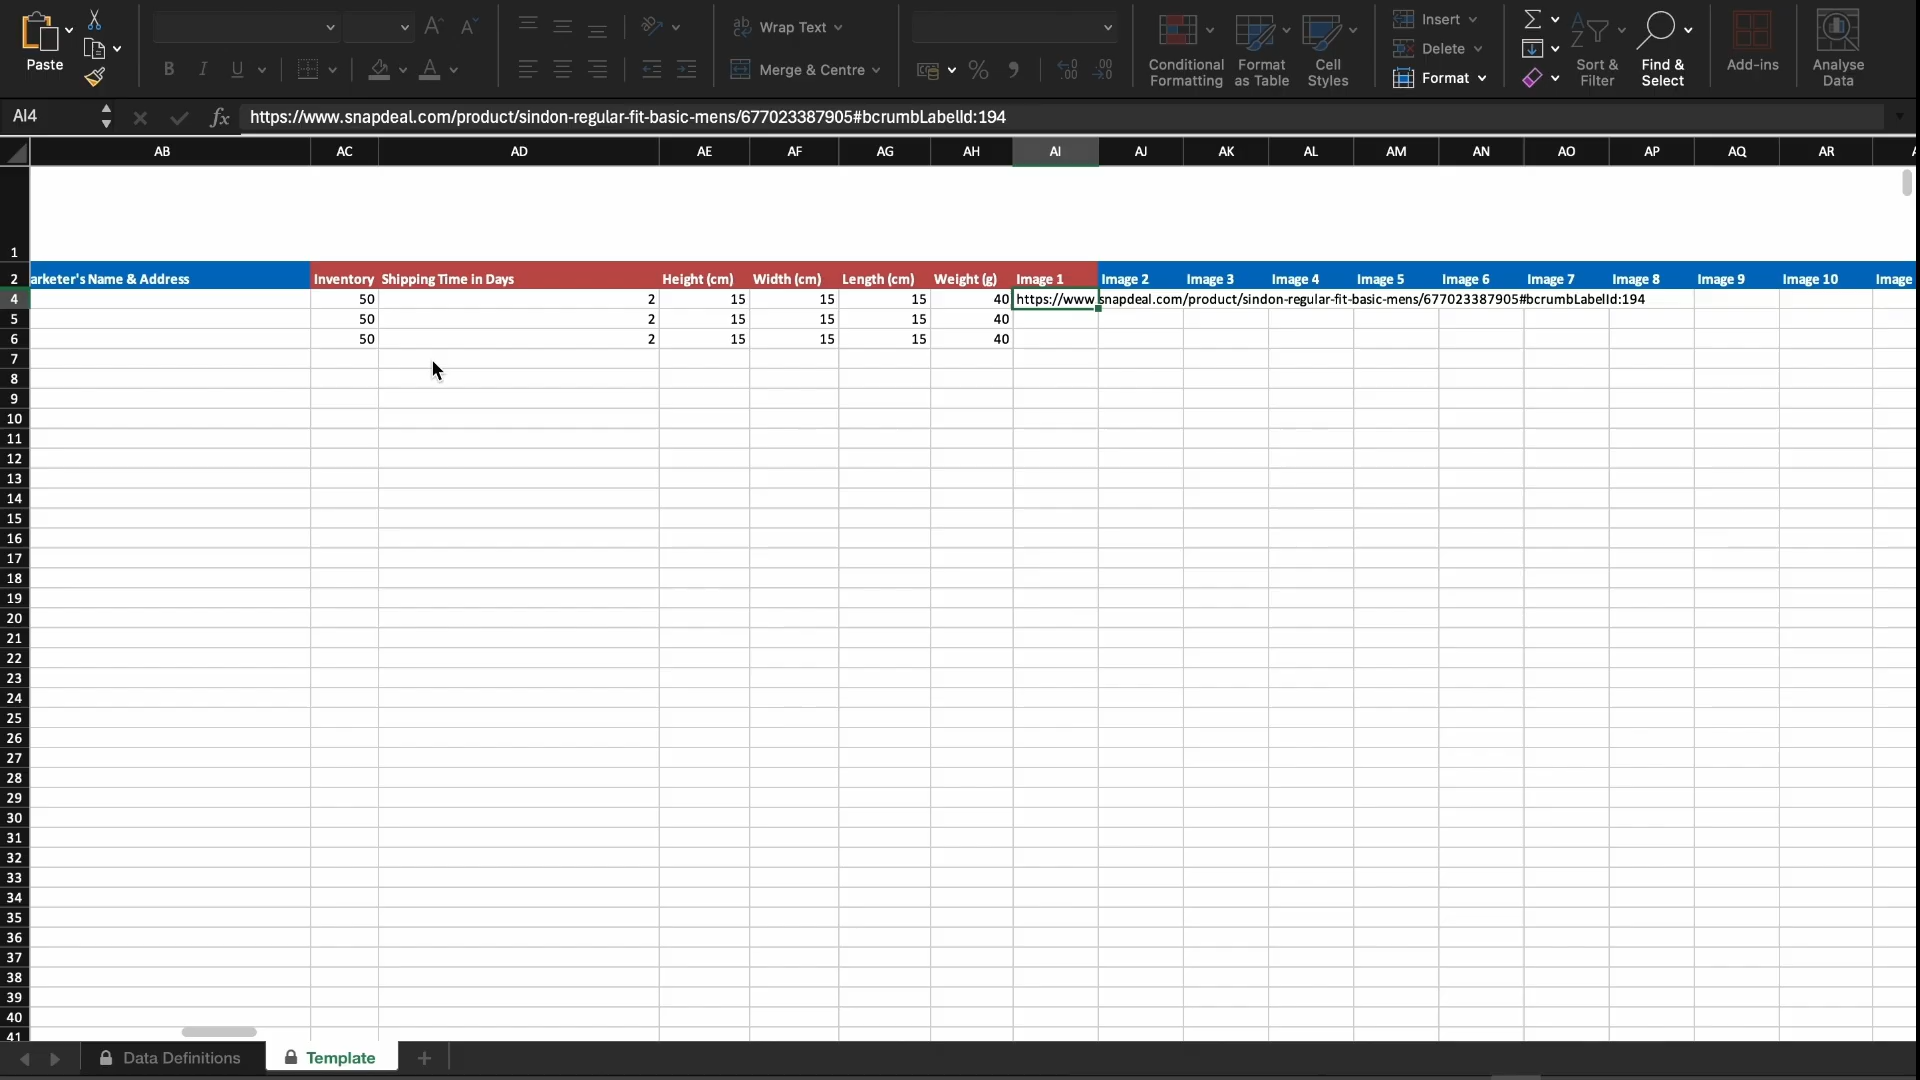 Paste
Wrap Text
Merge & Centre
Conditional Formatting
Format as Table
Cell Styles
Insert
Delete
Format
Sort & Filter
Find & Select
Add-ins
Analyse Data
B I U A
AI4 fx https://www.snapdeal.com/product/sindon-regular-fit-basic-mens/677023387905#bcrumbLabelId:194
AB AC AD AE AF AG AH AI AJ AK AL AM AN AO AP AQ AR
1
2 arketer's Name & Address Inventory Shipping Time in Days Height (cm) Width (cm) Length (cm) Weight (g) Image 1 Image 2 Image 3 Image 4 Image 5 Image 6 Image 7 Image 8 Image 9 Image 10 Image
4 50 2 15 15 15 40 https://www.snapdeal.com/product/sindon-regular-fit-basic-mens/677023387905#bcrumbLabelId:194
5 50 2 15 15 15 40
6 50 2 15 15 15 40
7
8
9
10
11
12
13
14
15
16
17
18
19
20
21
22
23
24
25
26
27
28
29
30
31
32
33
34
35
36
37
38
39
40
41
Data Definitions Template +